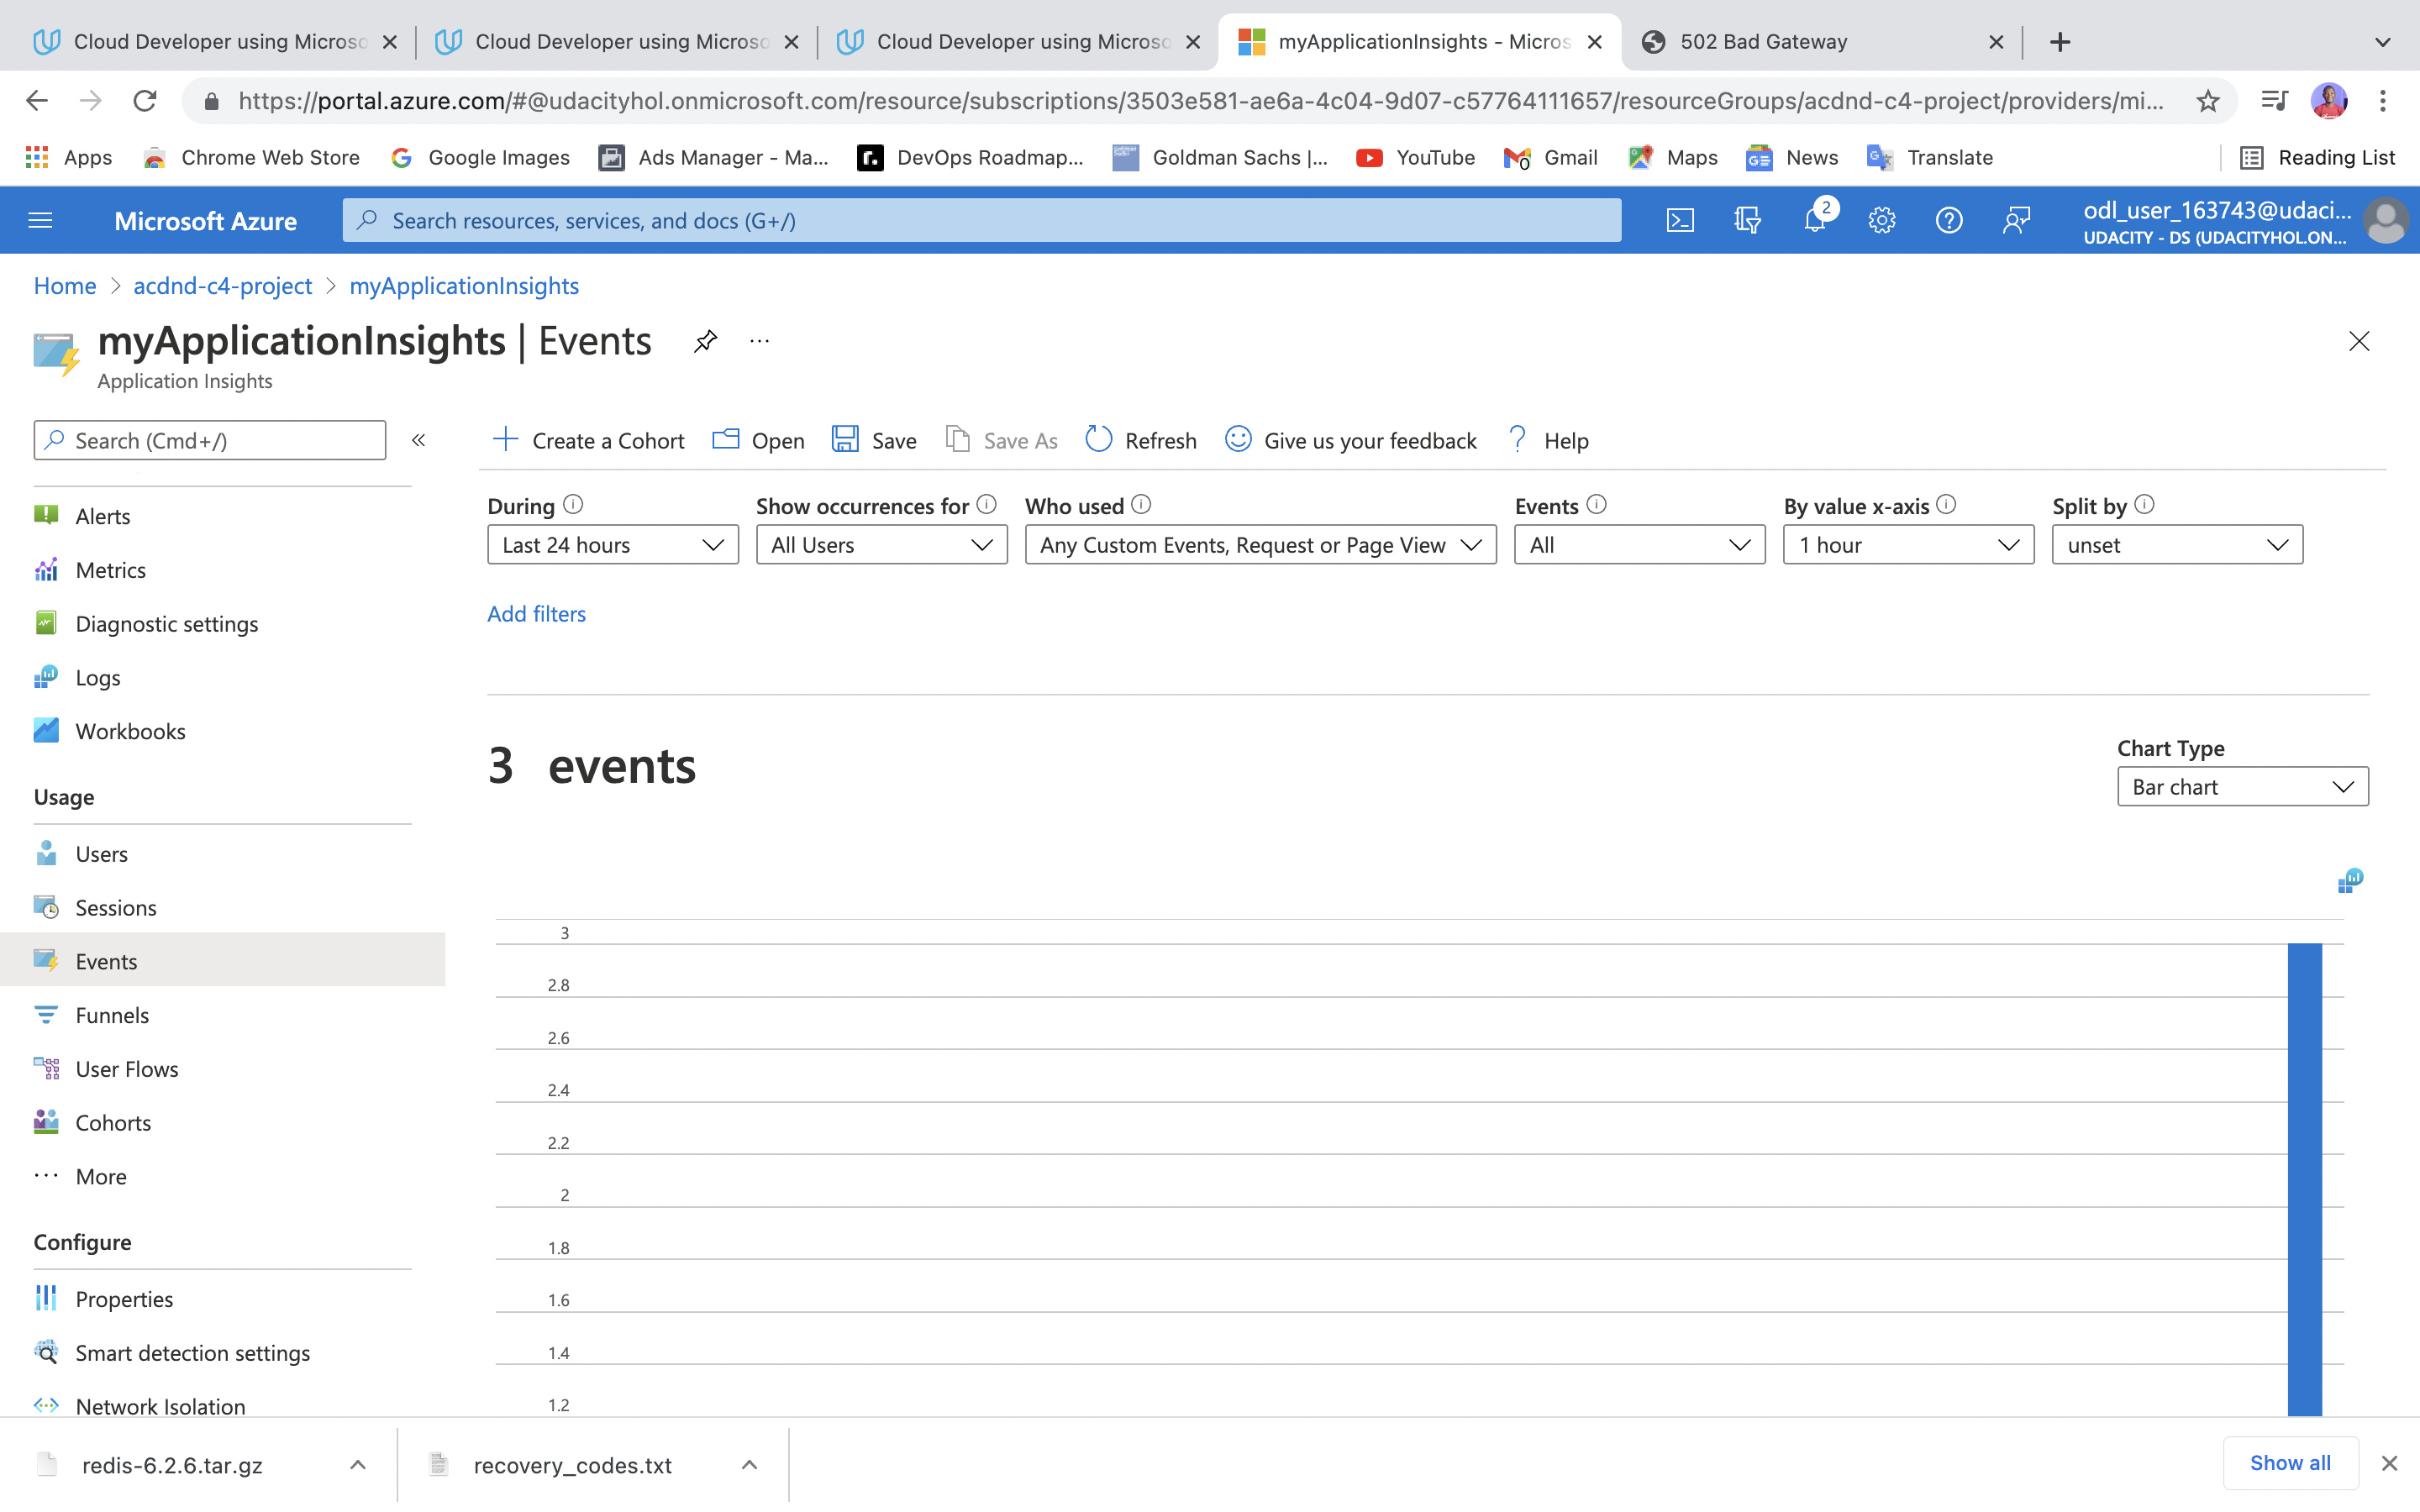 Cloud Developer using Microso
Cloud Developer using Microso
Cloud Developer using Microso
myApplicationInsights - Micros
502 Bad Gateway
https://portal.azure.com/#@udacityhol.onmicrosoft.com/resource/subscriptions/3503e581-ae6a-4c04-9d07-c57764111657/resourceGroups/acdnd-c4-project/providers/mi...
Apps
Chrome Web Store
Google Images
Ads Manager - Ma...
DevOps Roadmap...
Goldman Sachs |...
YouTube
Gmail
Maps
News
Translate
Reading List
Microsoft Azure
Search resources, services, and docs (G+/)
2
odl_user_163743@udaci...
UDACITY - DS (UDACITYHOL.ON...
Home > acdnd-c4-project > myApplicationInsights
myApplicationInsights | Events
Application Insights
Search (Cmd+/)
Create a Cohort
Open
Save
Save As
Refresh
Give us your feedback
Help
Alerts
Metrics
Diagnostic settings
Logs
Workbooks
Usage
Users
Sessions
Events
Funnels
User Flows
Cohorts
More
Configure
Properties
Smart detection settings
Network Isolation
During
Last 24 hours
Show occurrences for
All Users
Who used
Any Custom Events, Request or Page View
Events
All
By value x-axis
1 hour
Split by
unset
Add filters
3 events
Chart Type
Bar chart
3
2.8
2.6
2.4
2.2
2
1.8
1.6
1.4
1.2
redis-6.2.6.tar.gz
recovery_codes.txt
Show all